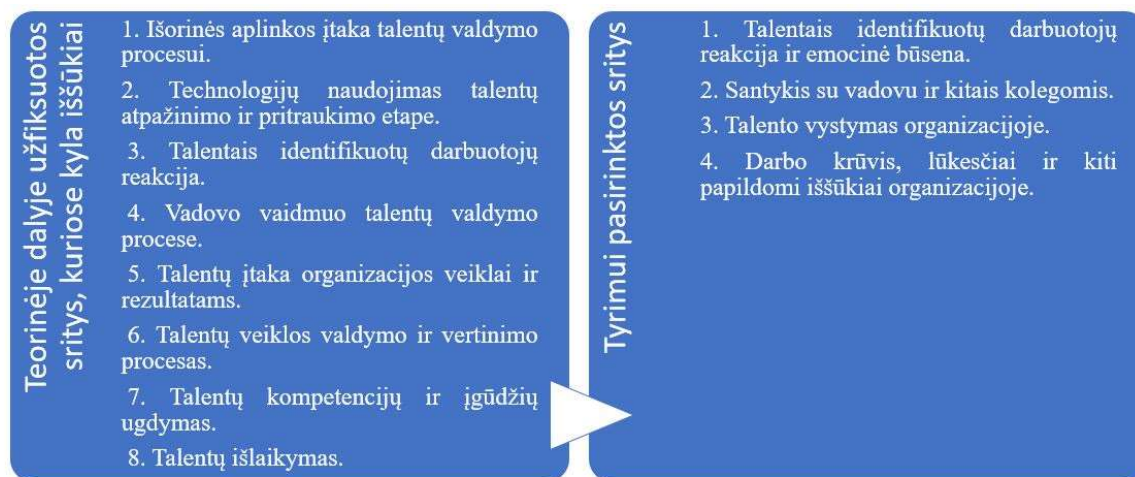 Teorinėje dalyje užfiksuotos
sritys, kuriose kyla iššūkiai
1. Išorinės aplinkos įtaka talentų valdymo
procesui.
2. Technologijų naudojimas talentų
atpažinimo ir pritraukimo etape.
3. Talentais identifikuotų darbuotojų
reakcija.
4. Vadovo vaidmuo talentų valdymo
procese.
5. Talentų įtaka organizacijos veiklai ir
rezultatams.
6. Talentų veiklos valdymo ir vertinimo
procesas.
7. Talentų kompetencijų ir įgūdžių
ugdymas.
8. Talentų išlaikymas.
Tyrimui pasirinktos sritys
1. Talentais identifikuotų darbuotojų
reakcija ir emocinė būsena.
2. Santykis su vadovu ir kitais kolegomis.
3. Talento vystymas organizacijoje.
4. Darbo krūvis, lūkesčiai ir kiti
papildomi iššūkiai organizacijoje.